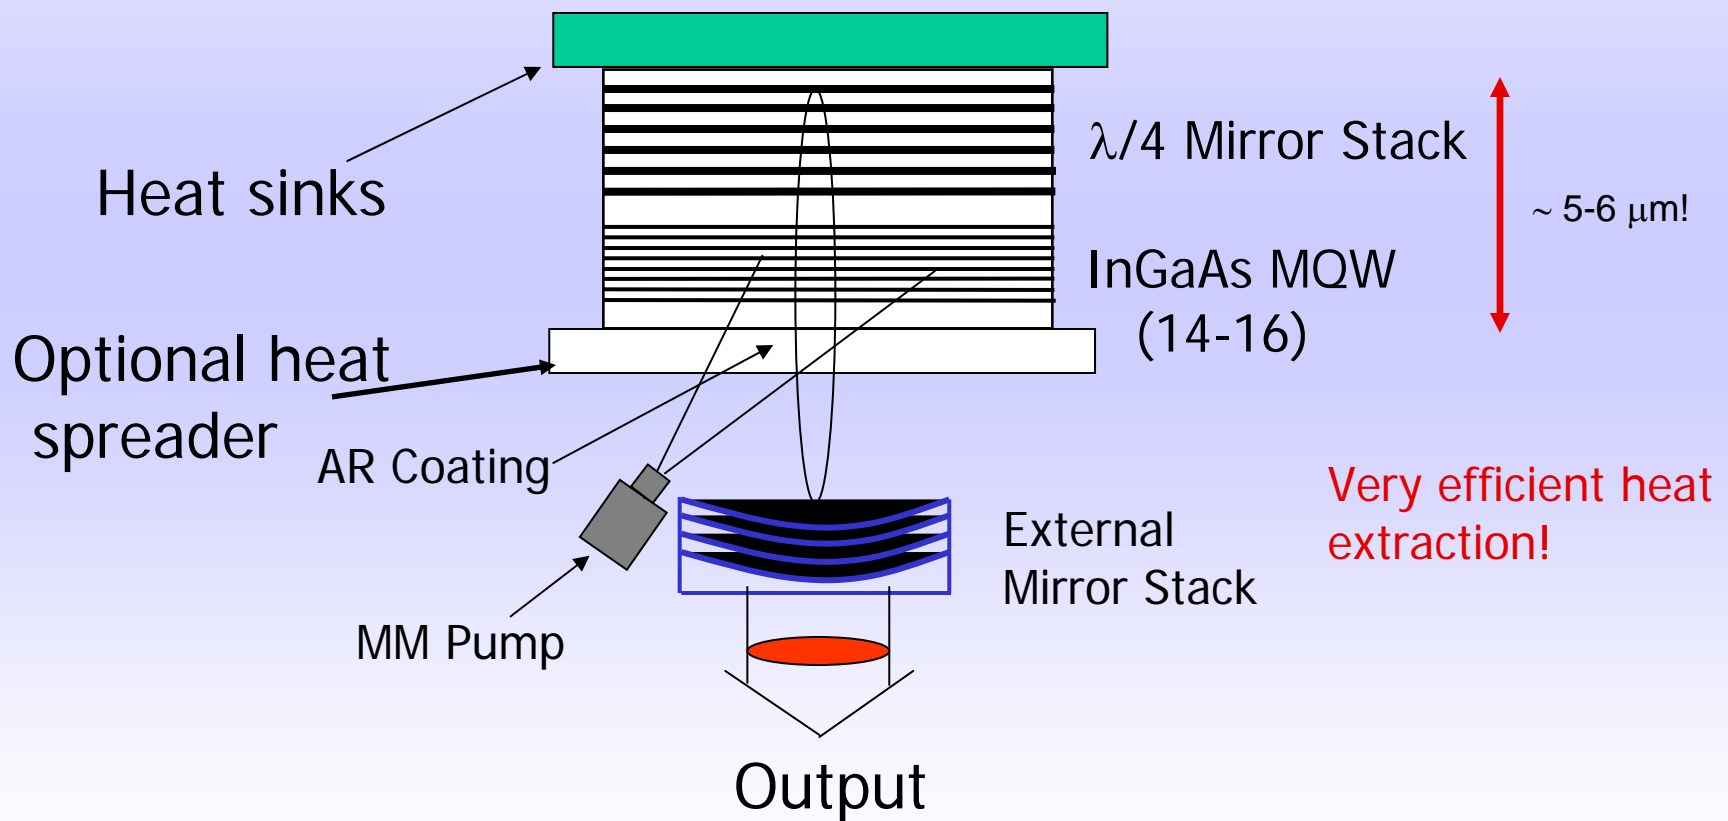 λ/4 Mirror Stack
Heat sinks
~ 5-6 μm!
InGaAs MQW
(14-16)
Optional heat
spreader
AR Coating
Very efficient heat
extraction!
External
Mirror Stack
MM Pump
Output